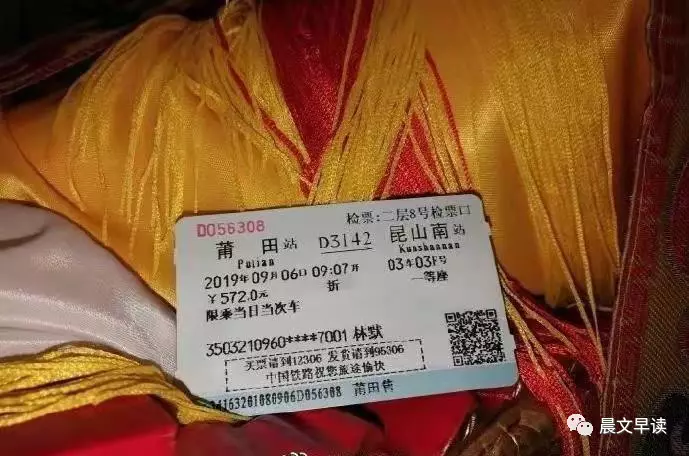 D056308
检票:二层8号检票口
莆田站 D3142 昆山南站
Putian Kunshannan
2019年09月06日09:07开 03车03F号
￥572.0元 折 一等座
限乘当日当次车
3503210960****7001 林默
买票请到12306 发货请到95306
中国铁路祝您旅途愉快
4163201080906D056308 莆田售
晨文早读